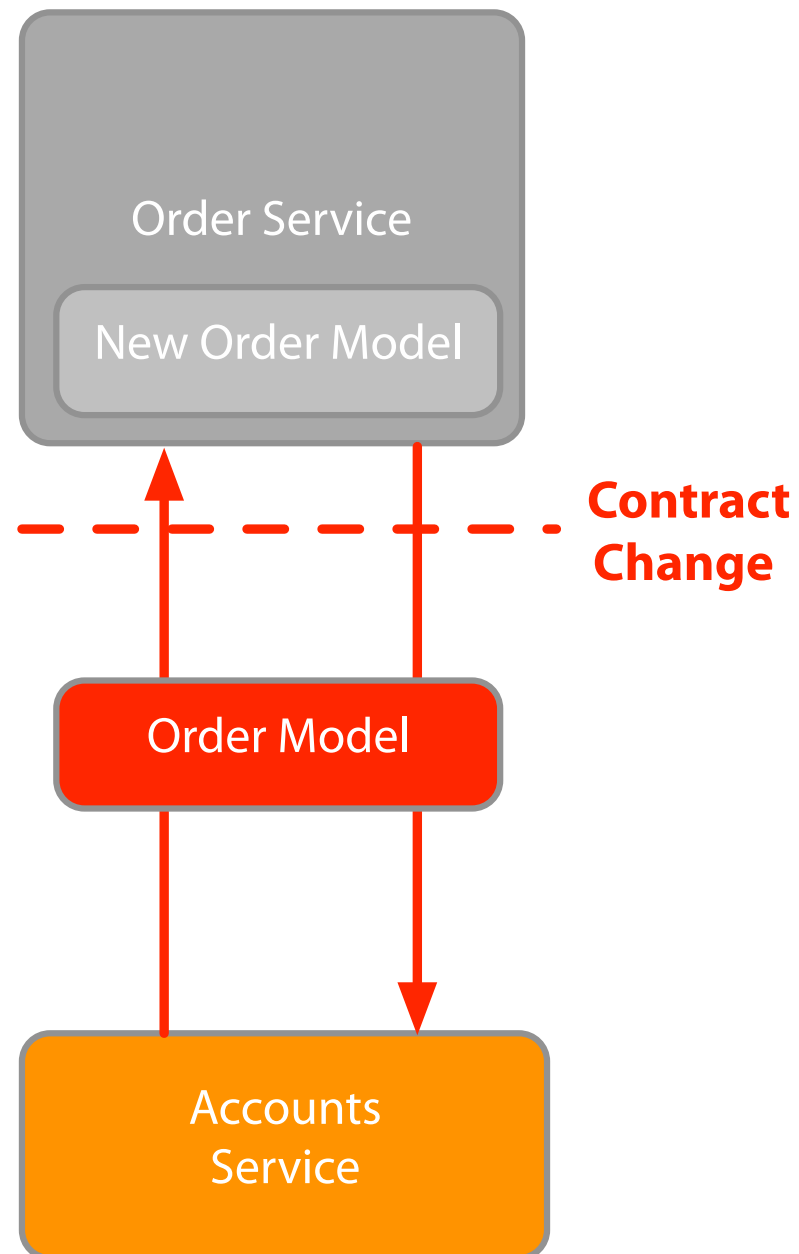 Order Service
New Order Model
Contract
Change
Order Model
Accounts
Service